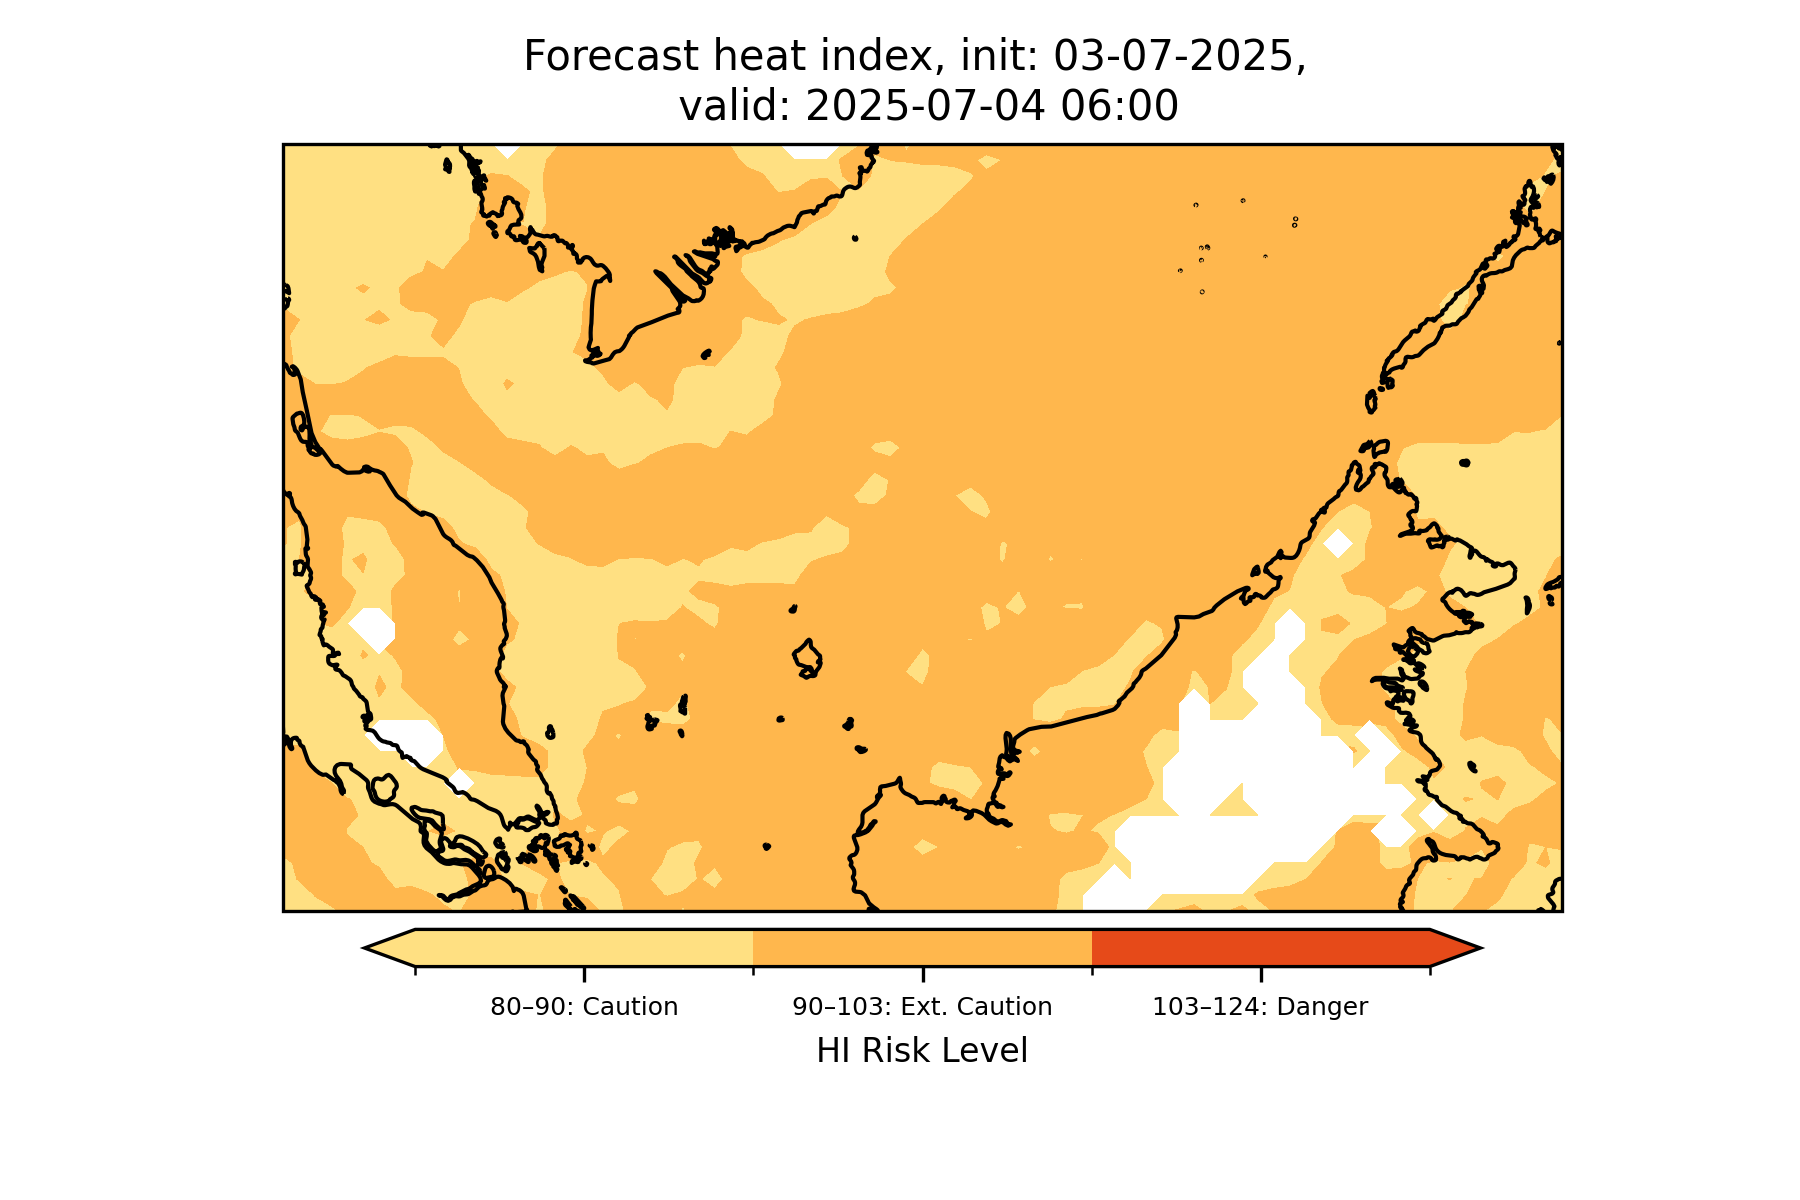 Forecast heat index, init: 03-07-2025,
valid: 2025-07-04 06:00
80–90: Caution
90–103: Ext. Caution
103–124: Danger
HI Risk Level